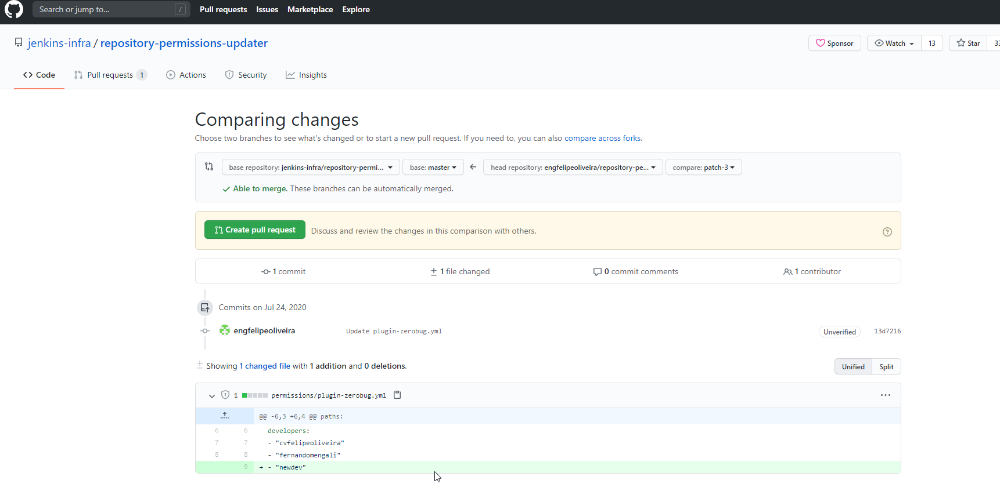 Search or jump to... /
Pull requests Issues Marketplace Explore
jenkins-infra / repository-permissions-updater
Sponsor Watch 13 Star 33
Code Pull requests 1 Actions Security Insights
Comparing changes
Choose two branches to see what's changed or to start a new pull request. If you need to, you can also compare across forks.
base repository: jenkins-infra/repository-permi... base: master head repository: engfelipeoliveira/repository-pe... compare: patch-3
Able to merge. These branches can be automatically merged.
Create pull request Discuss and review the changes in this comparison with others.
1 commit 1 file changed 0 commit comments 1 contributor
Commits on Jul 24, 2020
engfelipeoliveira Update plugin-zerobug.yml Unverified 13d7216
Showing 1 changed file with 1 addition and 0 deletions. Unified Split
1 permissions/plugin-zerobug.yml ...
@@ -6,3 +6,4 @@ paths:
6 6 developers:
7 7 - "cvfelipeoliveira"
8 8 - "fernandomengali"
9 + - "newdev"